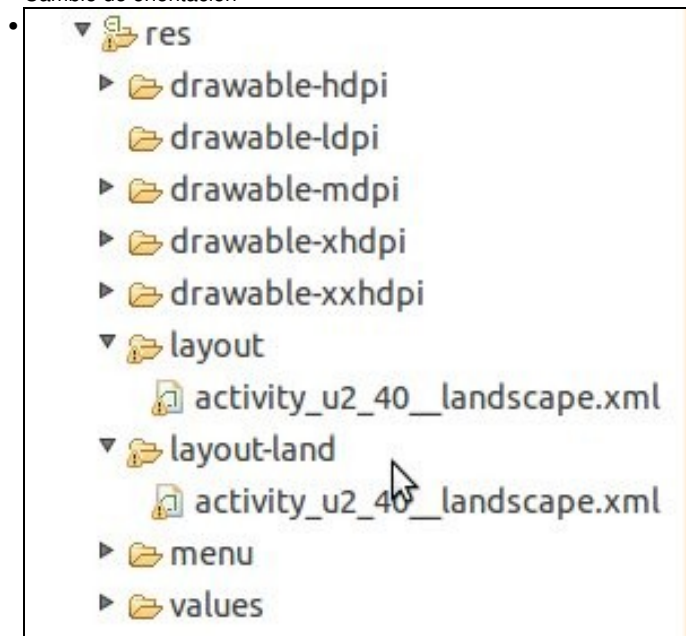 res
drawable-hdpi
drawable-ldpi
drawable-mdpi
drawable-xhdpi
drawable-xxhdpi
layout
activity_u2_40__landscape.xml
layout-land
activity_u2_40__landscape.xml
menu
values